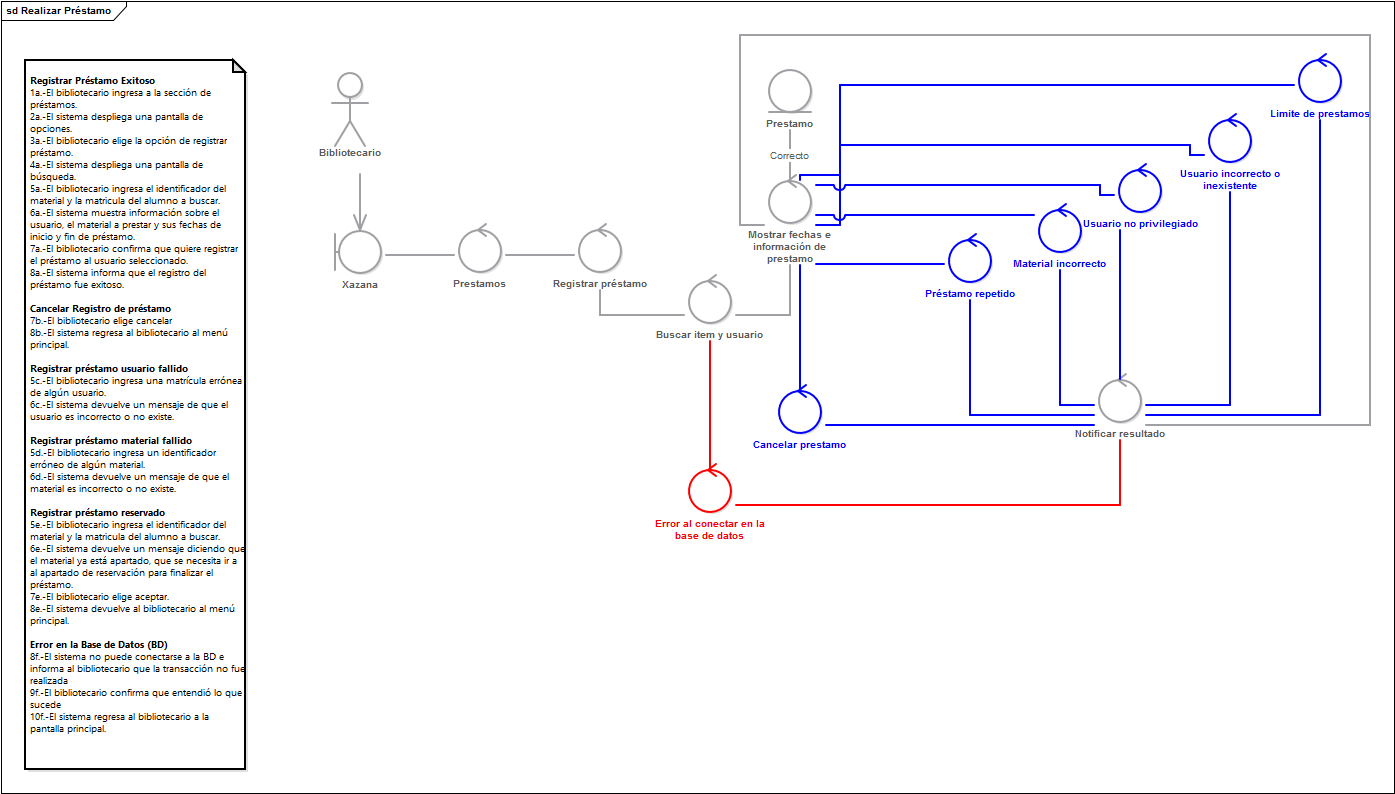 sd Realizar Préstamo
Registrar Préstamo Exitoso
1a.-El bibliotecario ingresa a la sección de
préstamos.
2a.-El sistema despliega una pantalla de
opciones.
3a.-El bibliotecario elige la opción de registrar
préstamo.
4a.-El sistema despliega una pantalla de
búsqueda.
5a.-El bibliotecario ingresa el identificador del
material y la matricula del alumno a buscar.
6a.-El sistema muestra información sobre el
usuario, el material a prestar y sus fechas de
inicio y fin de préstamo.
7a.-El bibliotecario confirma que quiere registrar
el préstamo al usuario seleccionado.
8a.-El sistema informa que el registro del
préstamo fue exitoso.
Cancelar Registro de préstamo
7b.-El bibliotecario elige cancelar
8b.-El sistema regresa al bibliotecario al menú
principal.
Registrar préstamo usuario fallido
5c.-El bibliotecario ingresa una matrícula errónea
de algún usuario.
6c.-El sistema devuelve un mensaje de que el
usuario es incorrecto o no existe.
Registrar préstamo material fallido
5d.-El bibliotecario ingresa un identificador
erróneo de algún material.
6d.-El sistema devuelve un mensaje de que el
material es incorrecto o no existe.
Registrar préstamo reservado
5e.-El bibliotecario ingresa el identificador del
material y la matricula del alumno a buscar.
6e.-El sistema devuelve un mensaje diciendo que
el material ya está apartado, que se necesita ir a
al apartado de reservación para finalizar el
préstamo.
7e.-El bibliotecario elige aceptar.
8e.-El sistema devuelve al bibliotecario al menú
principal.
Error en la Base de Datos (BD)
8f.-El sistema no puede conectarse a la BD e
informa al bibliotecario que la transacción no fue
realizada
9f.-El bibliotecario confirma que entendió lo que
sucede
10f.-El sistema regresa al bibliotecario a la
pantalla principal.
Bibliotecario
Xazana
Prestamos
Registrar préstamo
Buscar item y usuario
Prestamo
Correcto
Mostrar fechas e
información de
prestamo
Limite de prestamos
Usuario incorrecto o
inexistente
Usuario no privilegiado
Material incorrecto
Préstamo repetido
Cancelar prestamo
Notificar resultado
Error al conectar en la
base de datos